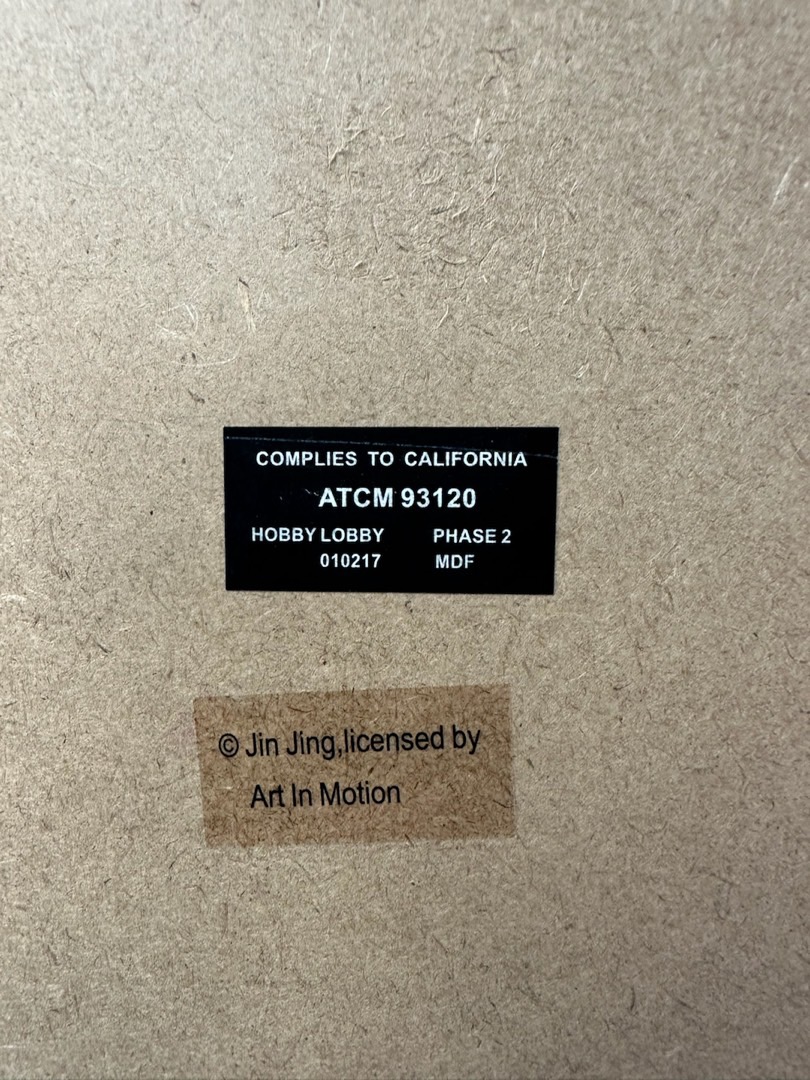 COMPLIES TO CALIFORNIA
ATCM 93120
HOBBY LOBBY PHASE 2
010217 MDF
© Jin Jing,licensed by
Art In Motion